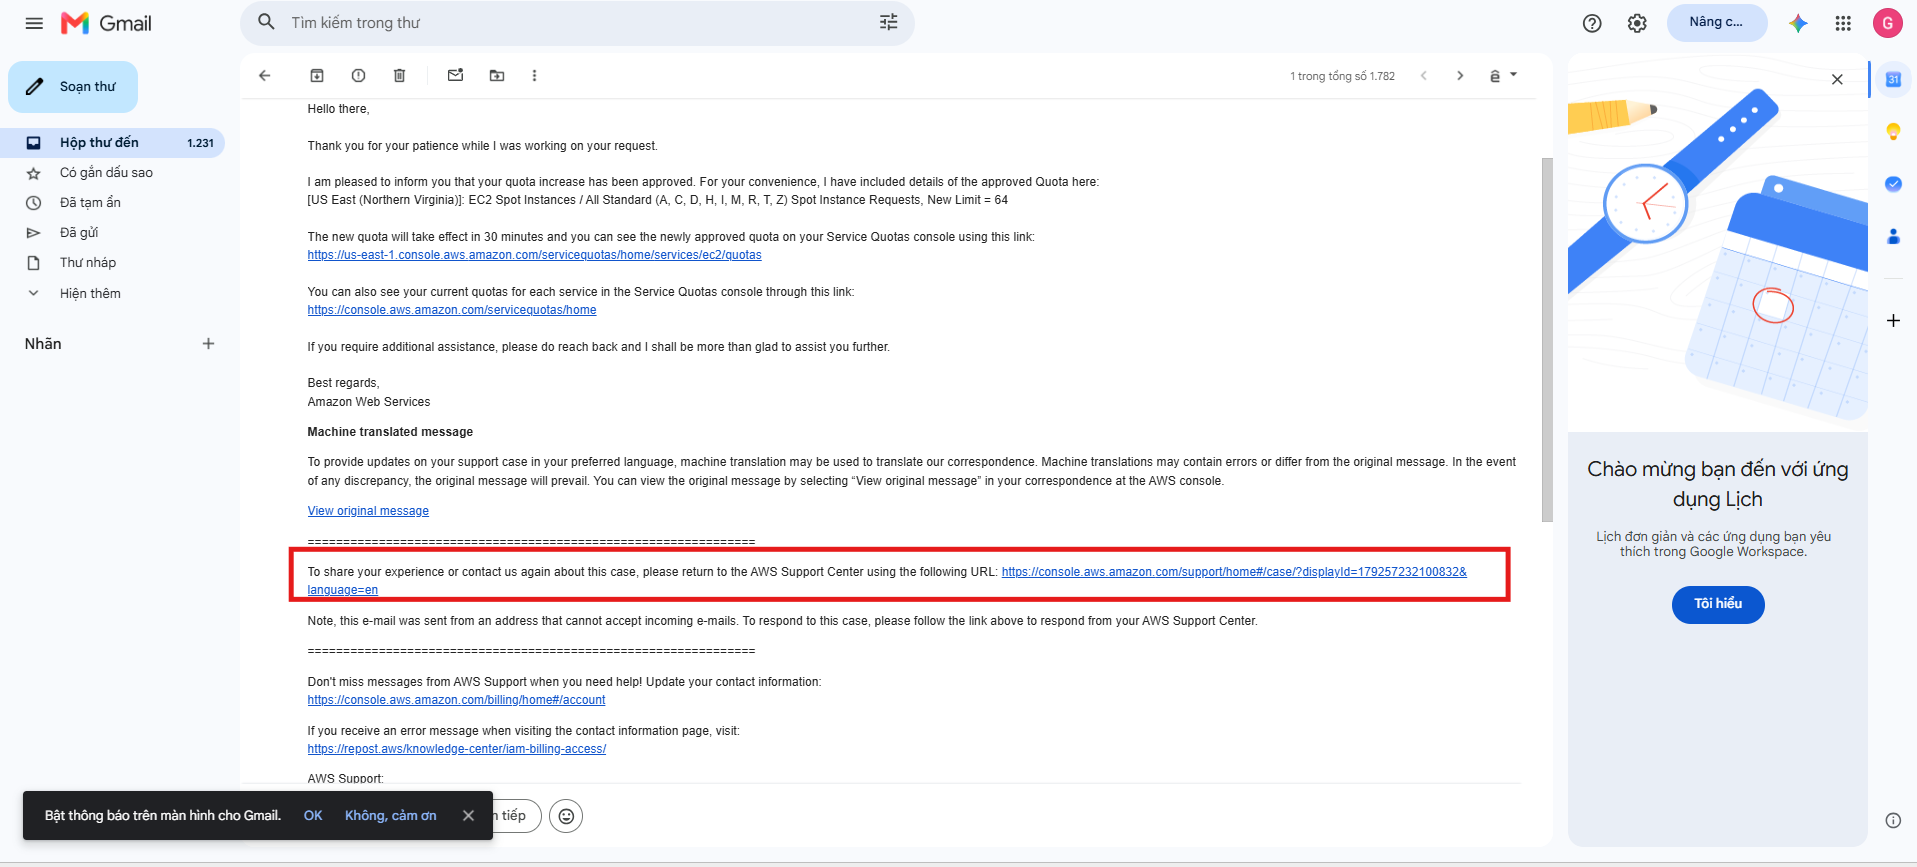 Gmail
Tìm kiếm trong thư
Nâng c...
G
Soạn thư
1 trong tổng số 1.782
Hộp thư đến 1.231
Có gắn dấu sao
Đã tạm ẩn
Đã gửi
Thư nháp
Hiện thêm
Nhãn
Hello there,
Thank you for your patience while I was working on your request.
I am pleased to inform you that your quota increase has been approved. For your convenience, I have included details of the approved Quota here:
[US East (Northern Virginia)]: EC2 Spot Instances / All Standard (A, C, D, H, I, M, R, T, Z) Spot Instance Requests, New Limit = 64
The new quota will take effect in 30 minutes and you can see the newly approved quota on your Service Quotas console using this link:
https://us-east-1.console.aws.amazon.com/servicequotas/home/services/ec2/quotas
You can also see your current quotas for each service in the Service Quotas console through this link:
https://console.aws.amazon.com/servicequotas/home
If you require additional assistance, please do reach back and I shall be more than glad to assist you further.
Best regards,
Amazon Web Services
Machine translated message
To provide updates on your support case in your preferred language, machine translation may be used to translate our correspondence. Machine translations may contain errors or differ from the original message. In the event
of any discrepancy, the original message will prevail. You can view the original message by selecting “View original message” in your correspondence at the AWS console.
View original message
===============================================================
To share your experience or contact us again about this case, please return to the AWS Support Center using the following URL: https://console.aws.amazon.com/support/home#/case/?displayId=179257232100832&
language=en
Note, this e-mail was sent from an address that cannot accept incoming e-mails. To respond to this case, please follow the link above to respond from your AWS Support Center.
===============================================================
Don't miss messages from AWS Support when you need help! Update your contact information:
https://console.aws.amazon.com/billing/home#/account
If you receive an error message when visiting the contact information page, visit:
https://repost.aws/knowledge-center/iam-billing-access/
AWS Support:
n tiếp
Bật thông báo trên màn hình cho Gmail. OK Không, cảm ơn
31
Chào mừng bạn đến với ứng
dụng Lịch
Lịch đơn giản và các ứng dụng bạn yêu
thích trong Google Workspace.
Tôi hiểu